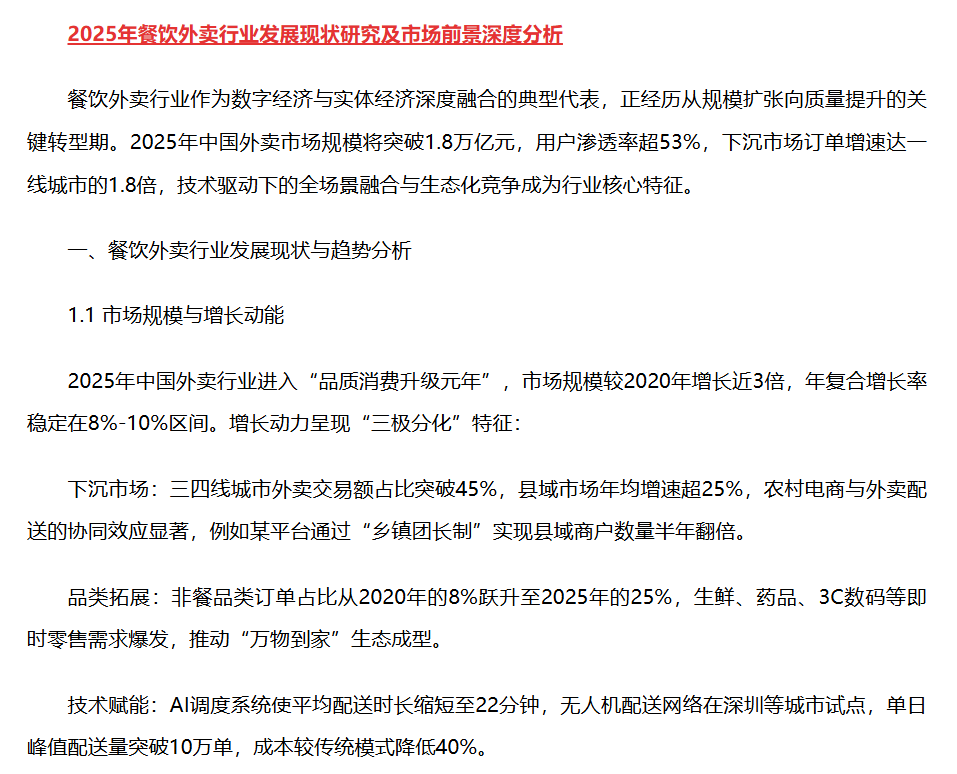 2025年餐饮外卖行业发展现状研究及市场前景深度分析
餐饮外卖行业作为数字经济与实体经济深度融合的典型代表，正经历从规模扩张向质量提升的关
键转型期。2025年中国外卖市场规模将突破1.8万亿元，用户渗透率超53%，下沉市场订单增速达一
线城市的1.8倍，技术驱动下的全场景融合与生态化竞争成为行业核心特征。
一、餐饮外卖行业发展现状与趋势分析
1.1 市场规模与增长动能
2025年中国外卖行业进入“品质消费升级元年”，市场规模较2020年增长近3倍，年复合增长率
稳定在8%-10%区间。增长动力呈现“三极分化”特征：
下沉市场：三四线城市外卖交易额占比突破45%，县域市场年均增速超25%，农村电商与外卖配
送的协同效应显著，例如某平台通过“乡镇团长制”实现县域商户数量半年翻倍。
品类拓展：非餐品类订单占比从2020年的8%跃升至2025年的25%，生鲜、药品、3C数码等即
时零售需求爆发，推动“万物到家”生态成型。
技术赋能：AI调度系统使平均配送时长缩短至22分钟，无人机配送网络在深圳等城市试点，单日
峰值配送量突破10万单，成本较传统模式降低40%。